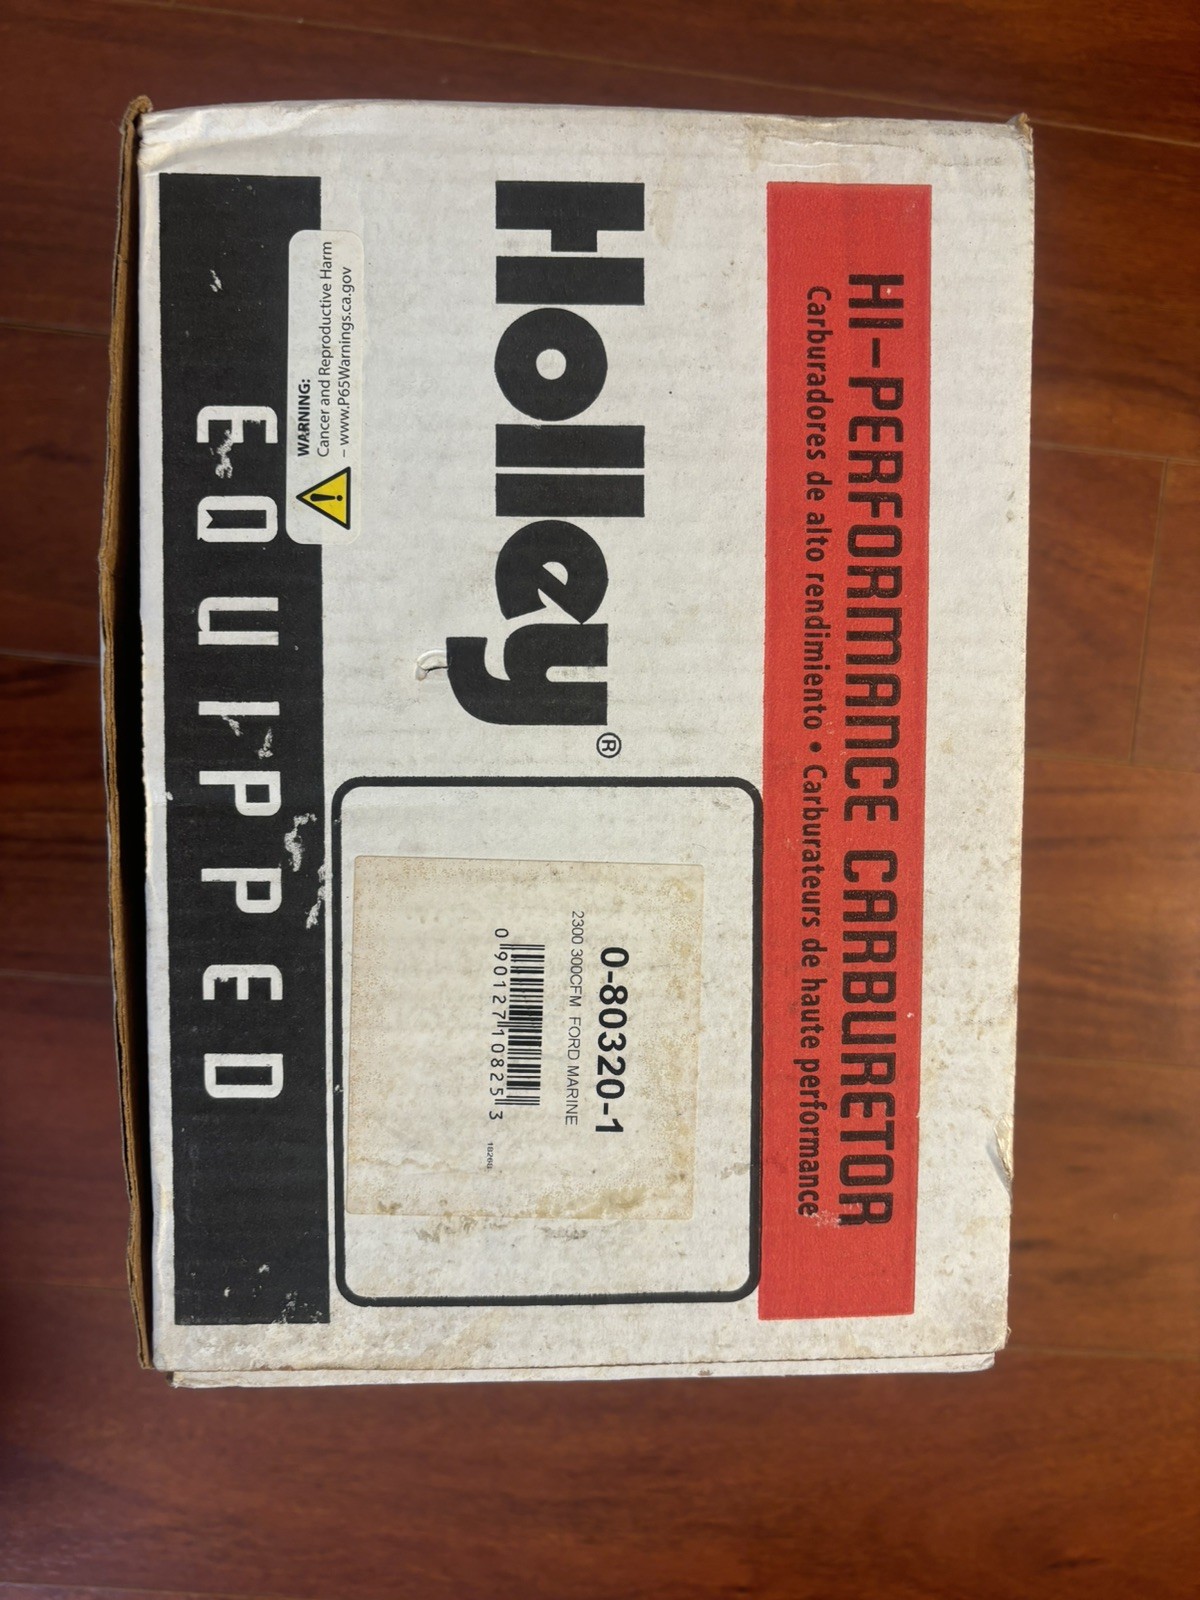 HI-PERFORMANCE CARBURETOR
Carburadores de alto rendimiento • Carburateurs de haute performance
Holley®
0-80320-1
2300 300CFM FORD MARINE
0 90127 10825 3
18266
WARNING:
Cancer and Reproductive Harm
– www.P65Warnings.ca.gov
EQUIPPED